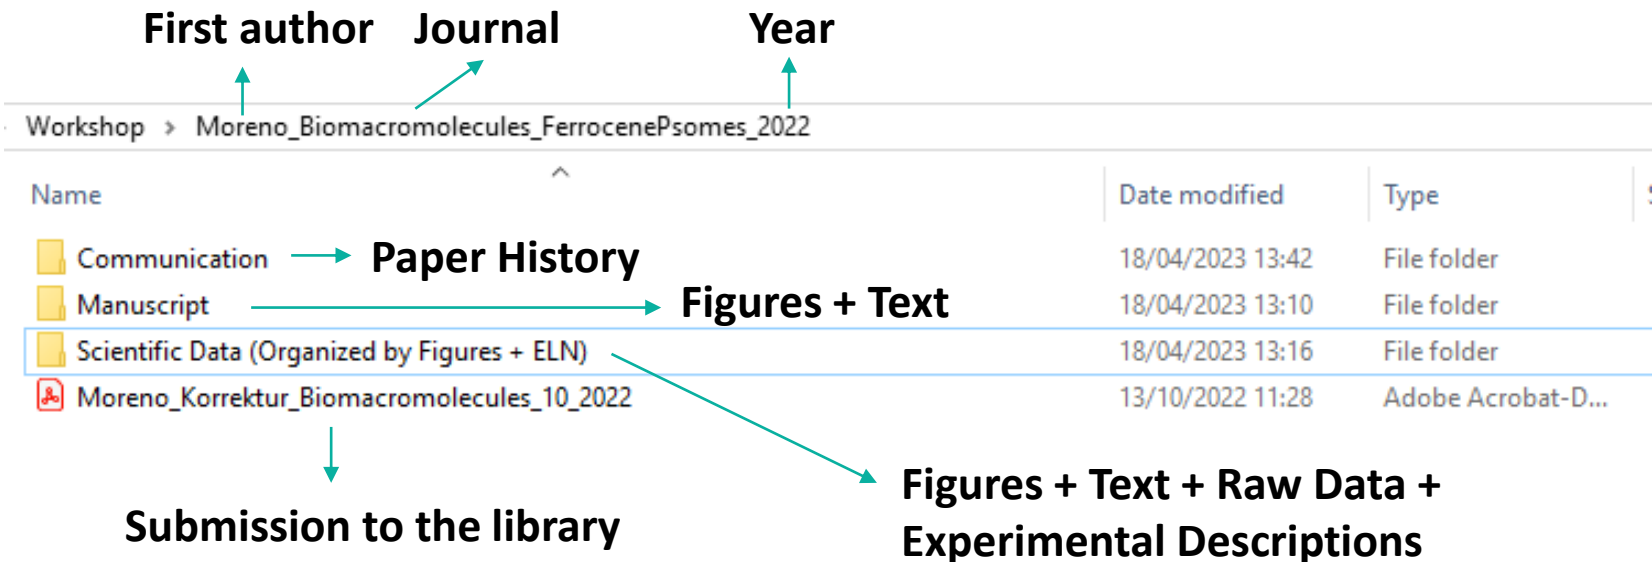 First author Journal Year
Workshop > Moreno_Biomacromolecules_FerrocenePsomes_2022
Name Date modified Type
Communication Paper History 18/04/2023 13:42 File folder
Manuscript Figures + Text 18/04/2023 13:10 File folder
Scientific Data (Organized by Figures + ELN) 18/04/2023 13:16 File folder
Moreno_Korrektur_Biomacromolecules_10_2022 13/10/2022 11:28 Adobe Acrobat-D...
Submission to the library
Figures + Text + Raw Data +
Experimental Descriptions